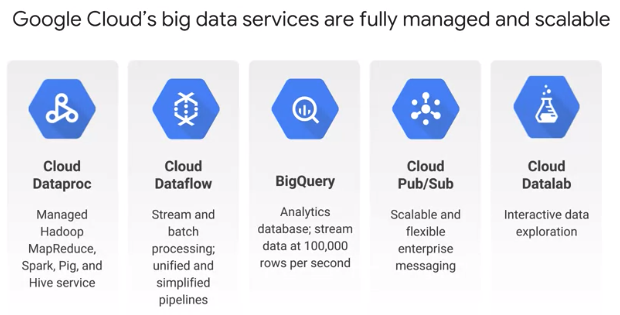 Google Cloud's big data services are fully managed and scalable
Cloud
Dataproc
Managed
Hadoop
MapReduce,
Spark, Pig, and
Hive service
Cloud
Dataflow
Stream and
batch
processing;
unified and
simplified
pipelines
BigQuery
Analytics
database; stream
data at 100,000
rows per second
Cloud
Pub/Sub
Scalable and
flexible
enterprise
messaging
Cloud
Datalab
Interactive data
exploration